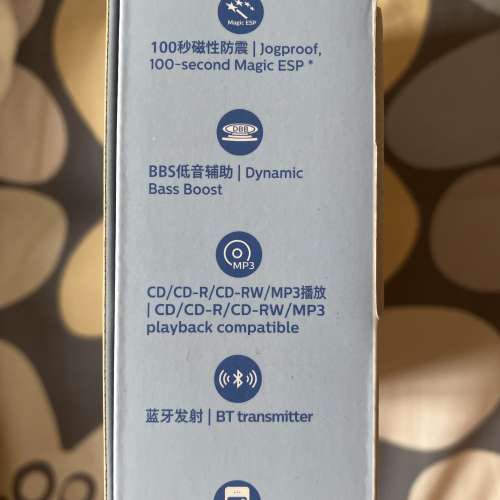 Magic ESP
100秒磁性防震 | Jogproof,
100-second Magic ESP *
DBB
BBS低音辅助 | Dynamic
Bass Boost
MP3
CD/CD-R/CD-RW/MP3播放
| CD/CD-R/CD-RW/MP3
playback compatible
蓝牙发射 | BT transmitter